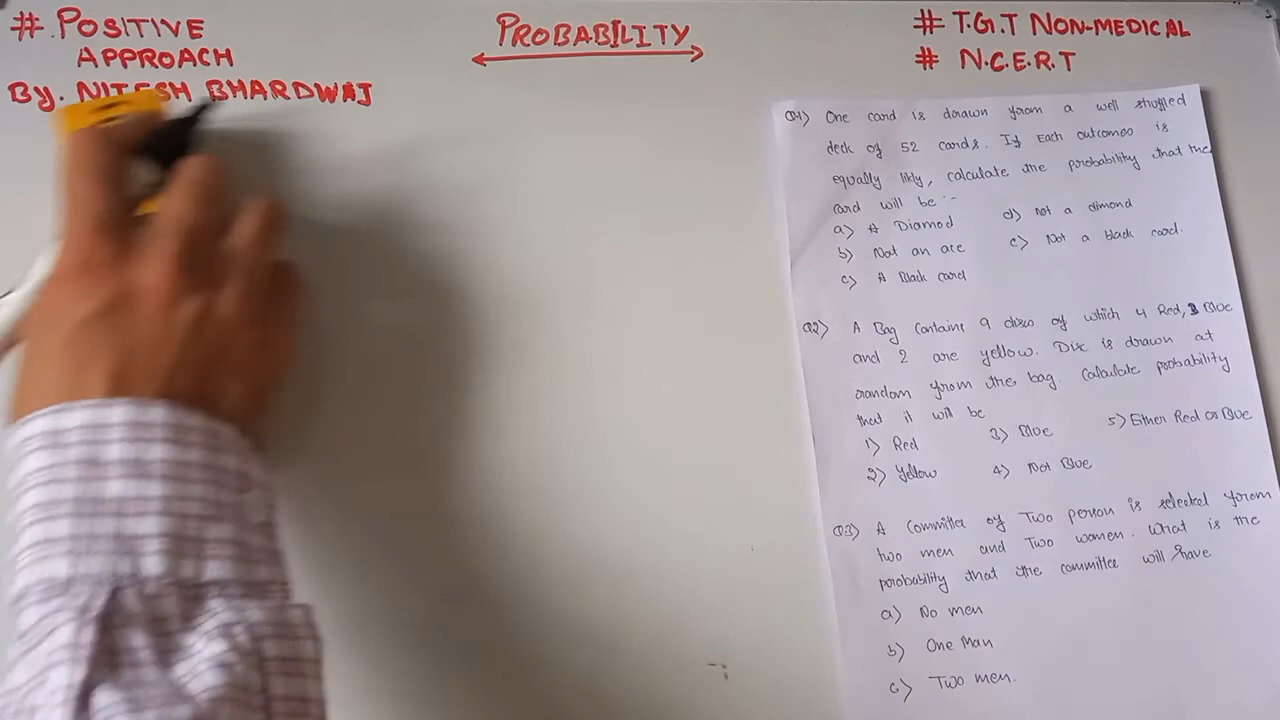 # POSITIVE
APPROACH
By. NITESH BHARDWAJ
PROBABILITY
# T.G.T NON-MEDICAL
# N.C.E.R.T
Q1) One card is drawn from a well shuffled
deck of 52 cards. If Each outcomes is
equally likly, calculate the probability that the
card will be :-
a) A Diamod
b) Not an ace
c) A Black card
d) Not a dimond
e) Not a black card.
Q2) A Bag Contains 9 discs of which 4 Red, 3 Blue
and 2 are yellow. Disc is drawn at
random from the bag. Calculate probability
that it will be
1) Red
2) Yellow
3) Blue
4) Not Blue
5) Either Red or Blue
Q3) A Committee of Two person is selected from
two men and Two women. What is the
probability that the committee will have
a) No men
b) One Man
c) Two men.